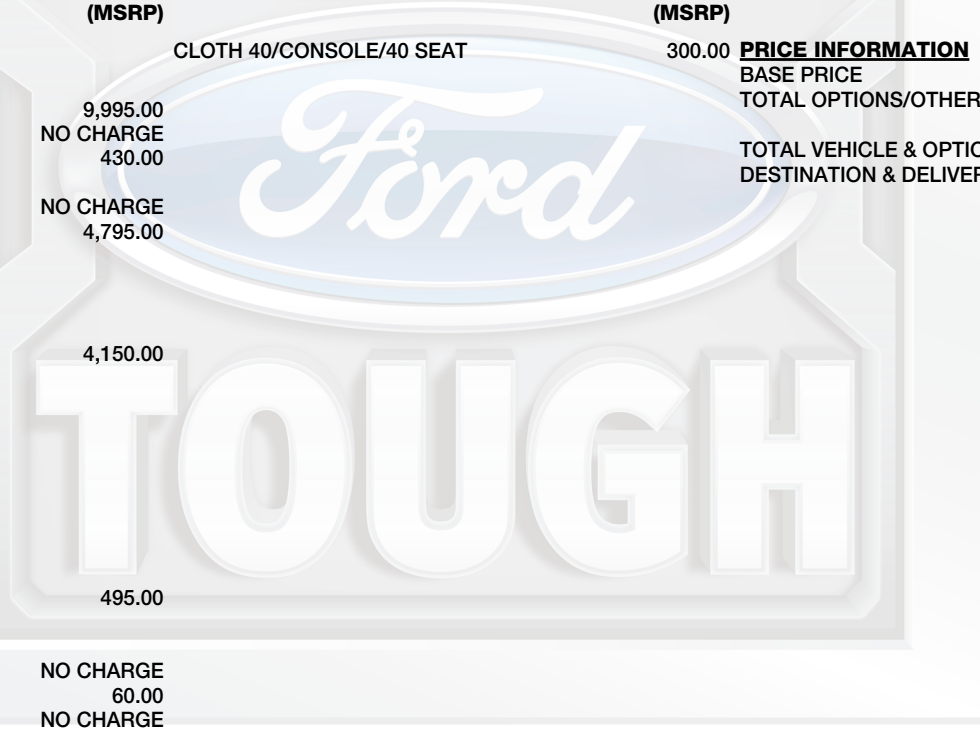 (MSRP)
9,995.00
NO CHARGE
430.00
NO CHARGE
4,795.00
4,150.00
495.00
NO CHARGE
60.00
NO CHARGE
(MSRP)
CLOTH 40/CONSOLE/40 SEAT 300.00
PRICE INFORMATION
BASE PRICE
TOTAL OPTIONS/OTHER
TOTAL VEHICLE & OPTIO
DESTINATION & DELIVER
Ford
TOUGH